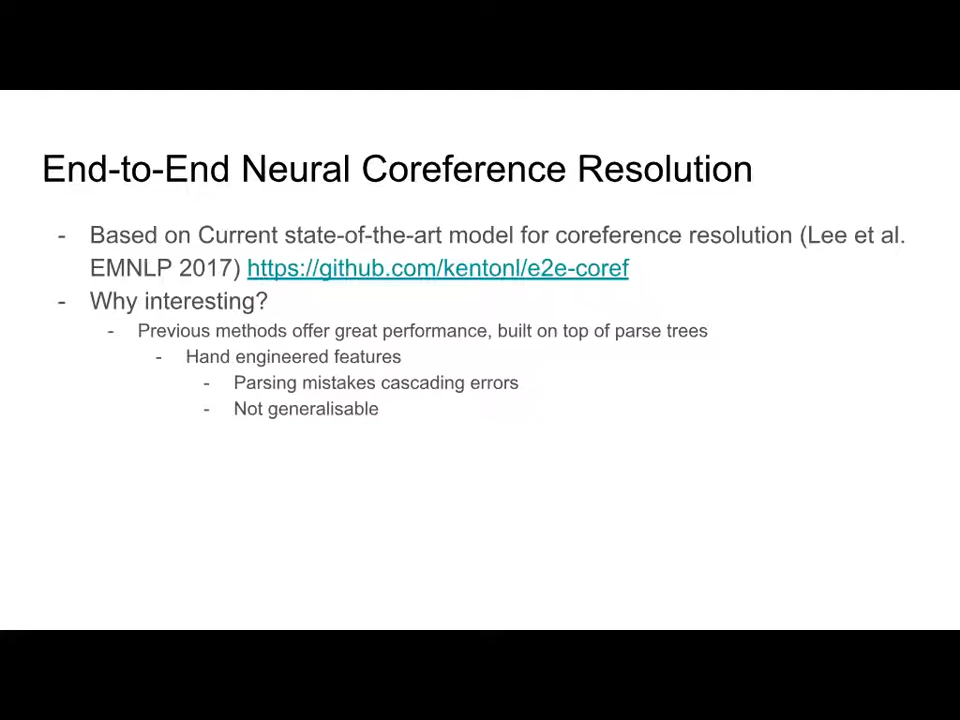 End-to-End Neural Coreference Resolution
- Based on Current state-of-the-art model for coreference resolution (Lee et al.
EMNLP 2017) https://github.com/kentonl/e2e-coref
- Why interesting?
- Previous methods offer great performance, built on top of parse trees
- Hand engineered features
- Parsing mistakes cascading errors
- Not generalisable